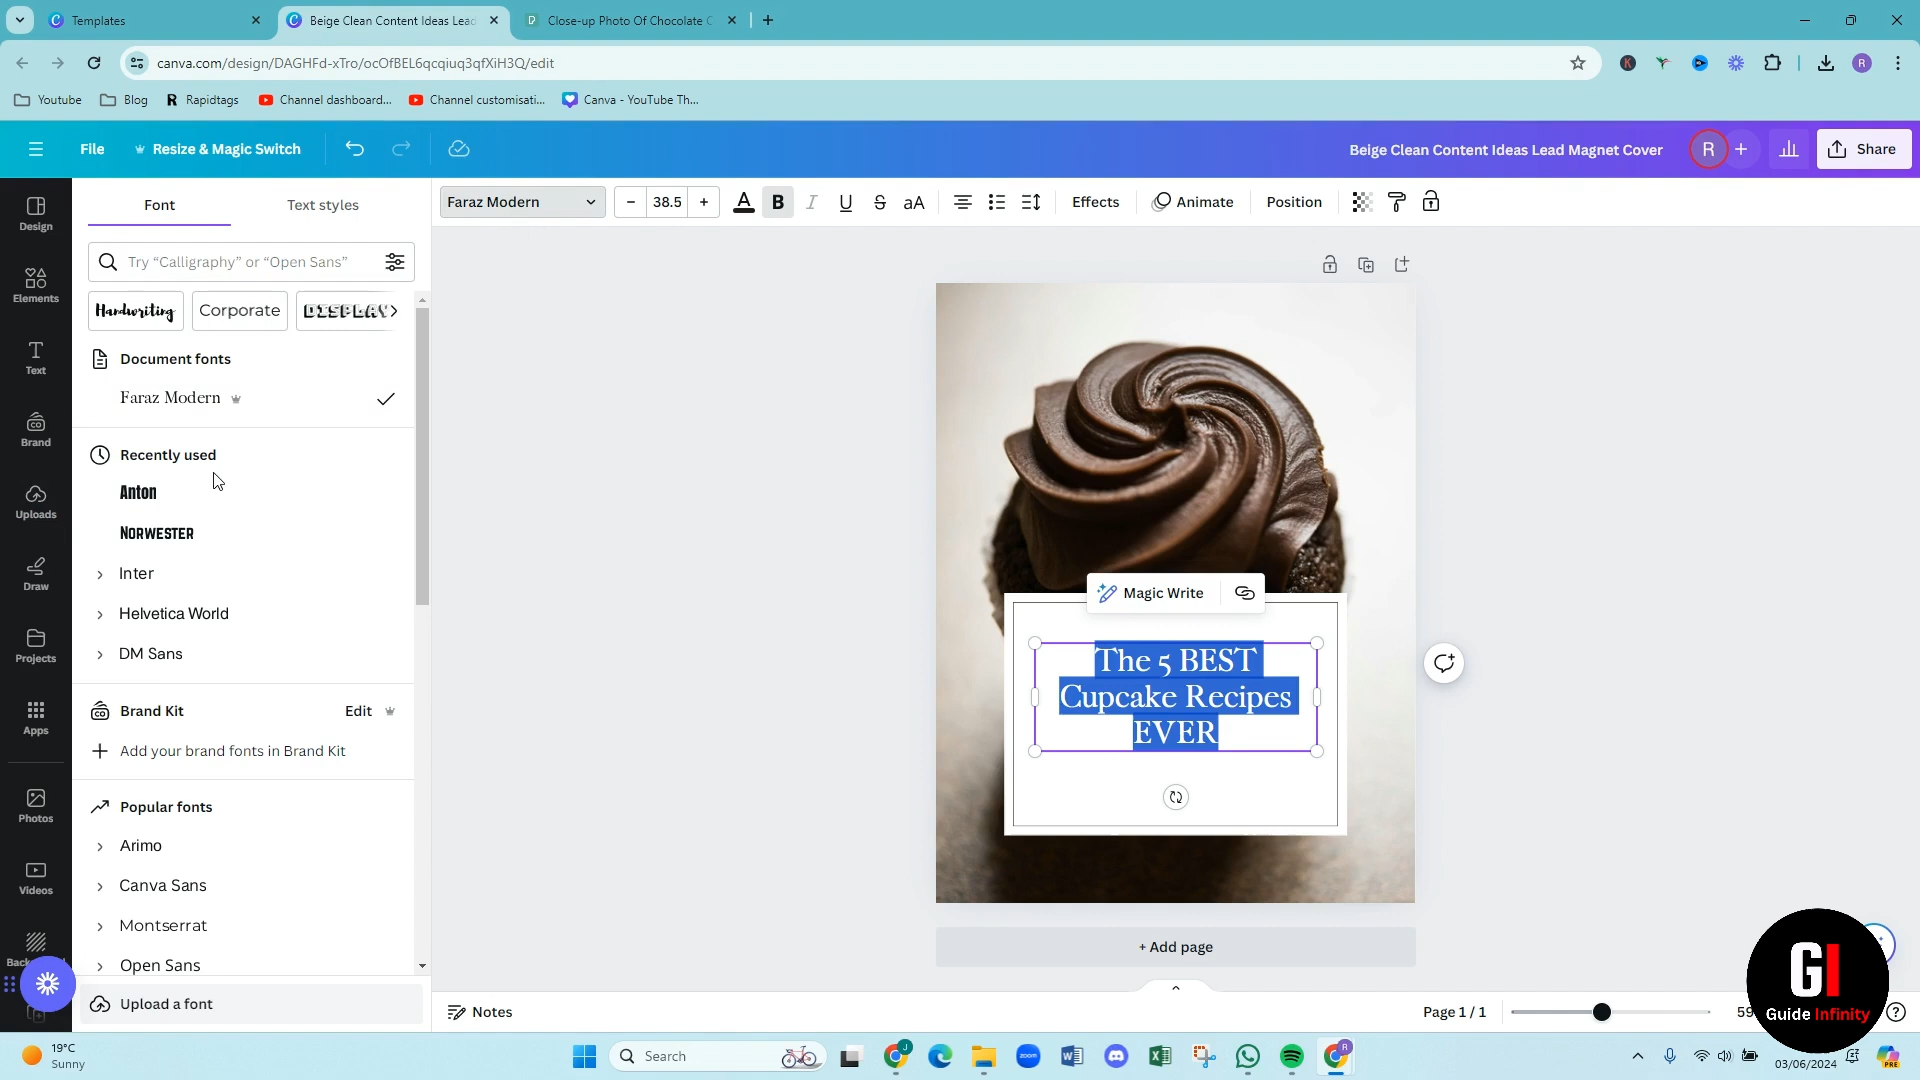 Templates
Beige Clean Content Ideas Lead
Close-up Photo Of Chocolate C
canva.com/design/DAGHFd-xTro/ocOfBEL6qcqiuq3qfXiH3Q/edit
K
R
Youtube
Blog
Rapidtags
Channel dashboard...
Channel customisati...
Canva - YouTube Th...
File
Resize & Magic Switch
Beige Clean Content Ideas Lead Magnet Cover
R
Share
Design
Elements
Text
Brand
Uploads
Draw
Projects
Apps
Photos
Videos
Font
Text styles
Try “Calligraphy” or “Open Sans”
Handwriting
Corporate
DISPLAY
Document fonts
Faraz Modern
Recently used
Anton
NORWESTER
Inter
Helvetica World
DM Sans
Brand Kit
Edit
Add your brand fonts in Brand Kit
Popular fonts
Arimo
Canva Sans
Montserrat
Open Sans
Upload a font
Faraz Modern
38.5
A
B
I
U
S
aA
Effects
Animate
Position
Magic Write
The 5 BEST
Cupcake Recipes
EVER
+ Add page
Notes
Page 1 / 1
GI
Guide Infinity
19°C
Sunny
Search
03/06/2024